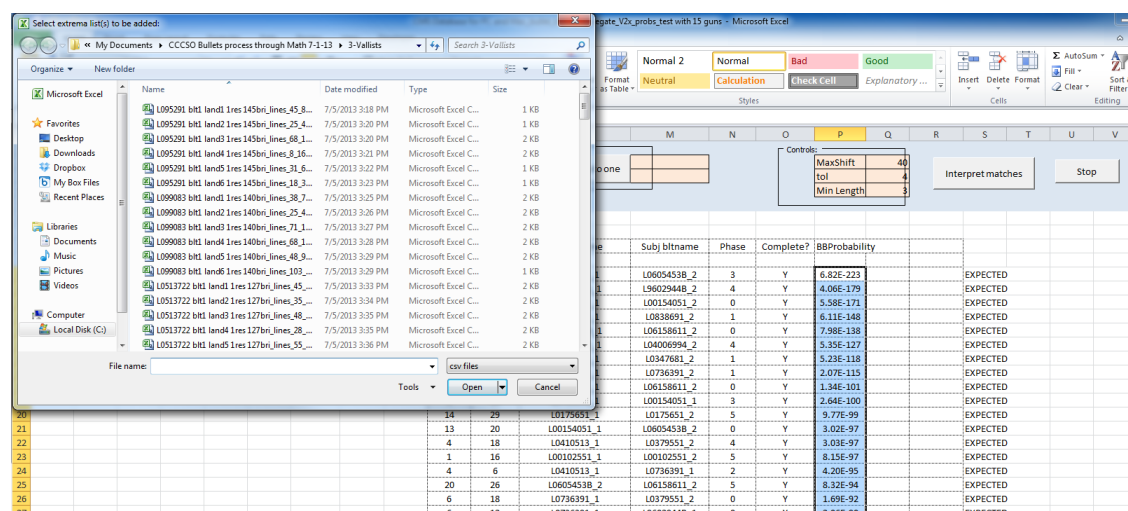 Select extrema list(s) to be added:
egate_V2x_probs_test with 15 guns - Microsoft Excel
« My Documents ▸ CCCSO Bullets process through Math 7-1-13 ▸ 3-Vallists
Search 3-Vallists
Organize New folder
Microsoft Excel
Favorites
Desktop
Downloads
Dropbox
My Box Files
Recent Places
Libraries
Documents
Music
Pictures
Videos
Computer
Local Disk (C:)
Name Date modified Type Size
L095291 blt1 land1 1res 145bri_lines_45_8... 7/5/2013 3:18 PM Microsoft Excel C... 1 KB
L095291 blt1 land2 1res 145bri_lines_25_4... 7/5/2013 3:20 PM Microsoft Excel C... 1 KB
L095291 blt1 land3 1res 145bri_lines_68_1... 7/5/2013 3:20 PM Microsoft Excel C... 2 KB
L095291 blt1 land4 1res 145bri_lines_8_16... 7/5/2013 3:21 PM Microsoft Excel C... 2 KB
L095291 blt1 land5 1res 145bri_lines_31_6... 7/5/2013 3:22 PM Microsoft Excel C... 2 KB
L095291 blt1 land6 1res 145bri_lines_18_3... 7/5/2013 3:23 PM Microsoft Excel C... 1 KB
L099083 blt1 land1 1res 140bri_lines_38_7... 7/5/2013 3:25 PM Microsoft Excel C... 2 KB
L099083 blt1 land2 1res 140bri_lines_25_4... 7/5/2013 3:26 PM Microsoft Excel C... 2 KB
L099083 blt1 land3 1res 140bri_lines_71_1... 7/5/2013 3:27 PM Microsoft Excel C... 2 KB
L099083 blt1 land4 1res 140bri_lines_68_1... 7/5/2013 3:28 PM Microsoft Excel C... 2 KB
L099083 blt1 land5 1res 140bri_lines_48_9... 7/5/2013 3:29 PM Microsoft Excel C... 2 KB
L099083 blt1 land6 1res 140bri_lines_103_... 7/5/2013 3:29 PM Microsoft Excel C... 1 KB
L0513722 blt1 land1 1res 127bri_lines_45_... 7/5/2013 3:33 PM Microsoft Excel C... 2 KB
L0513722 blt1 land2 1res 127bri_lines_35_... 7/5/2013 3:34 PM Microsoft Excel C... 2 KB
L0513722 blt1 land3 1res 127bri_lines_48_... 7/5/2013 3:35 PM Microsoft Excel C... 2 KB
L0513722 blt1 land4 1res 127bri_lines_28_... 7/5/2013 3:35 PM Microsoft Excel C... 2 KB
L0513722 blt1 land5 1res 127bri_lines_55_... 7/5/2013 3:36 PM Microsoft Excel C... 2 KB
File name: csv files
Tools Open Cancel
Format as Table
Normal 2 Normal Bad Good
Neutral Calculation Check Cell Explanatory ...
Styles
Insert Delete Format
Cells
Σ AutoSum
Fill
Clear
Sort
Filter
Editing
M N O P Q R S T U V
o one
Controls:
MaxShift 40
tol 4
Min Length 3
Interpret matches
Stop
e Subj bltname Phase Complete? BBProbability
1 L0605453B_2 3 Y 6.82E-223 EXPECTED
1 L9602944B_2 4 Y 4.06E-179 EXPECTED
1 L00154051_2 0 Y 5.58E-171 EXPECTED
L0838691_2 1 Y 6.11E-148 EXPECTED
1 L06158611_2 0 Y 7.98E-138 EXPECTED
1 L04006994_2 4 Y 5.35E-127 EXPECTED
L0347681_2 1 Y 5.23E-118 EXPECTED
L0736391_2 1 Y 2.07E-115 EXPECTED
1 L06158611_2 0 Y 1.34E-101 EXPECTED
1 L00154051_1 3 Y 2.64E-100 EXPECTED
20 14 29 L0175651_1 L0175651_2 5 Y 9.77E-99 EXPECTED
21 13 20 L00154051_1 L0605453B_2 0 Y 3.02E-97 EXPECTED
22 4 18 L0410513_1 L0379551_2 4 Y 3.03E-97 EXPECTED
23 1 16 L00102551_1 L00102551_2 5 Y 8.15E-97 EXPECTED
24 4 6 L0410513_1 L0736391_1 2 Y 4.20E-95 EXPECTED
25 20 26 L0605453B_2 L06158611_2 5 Y 8.32E-94 EXPECTED
26 6 18 L0736391_1 L0379551_2 0 Y 1.69E-92 EXPECTED